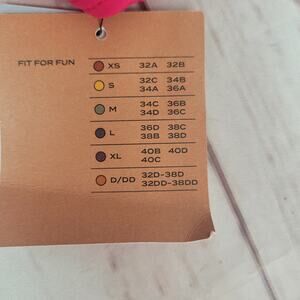 FIT FOR FUN
XS 32A 32B
S 32C 34B
34A 36A
M 34C 36B
34D 36C
L 36D 38C
38B 38D
XL 40B 40D
40C
D/DD 32D-38D
32DD-38DD